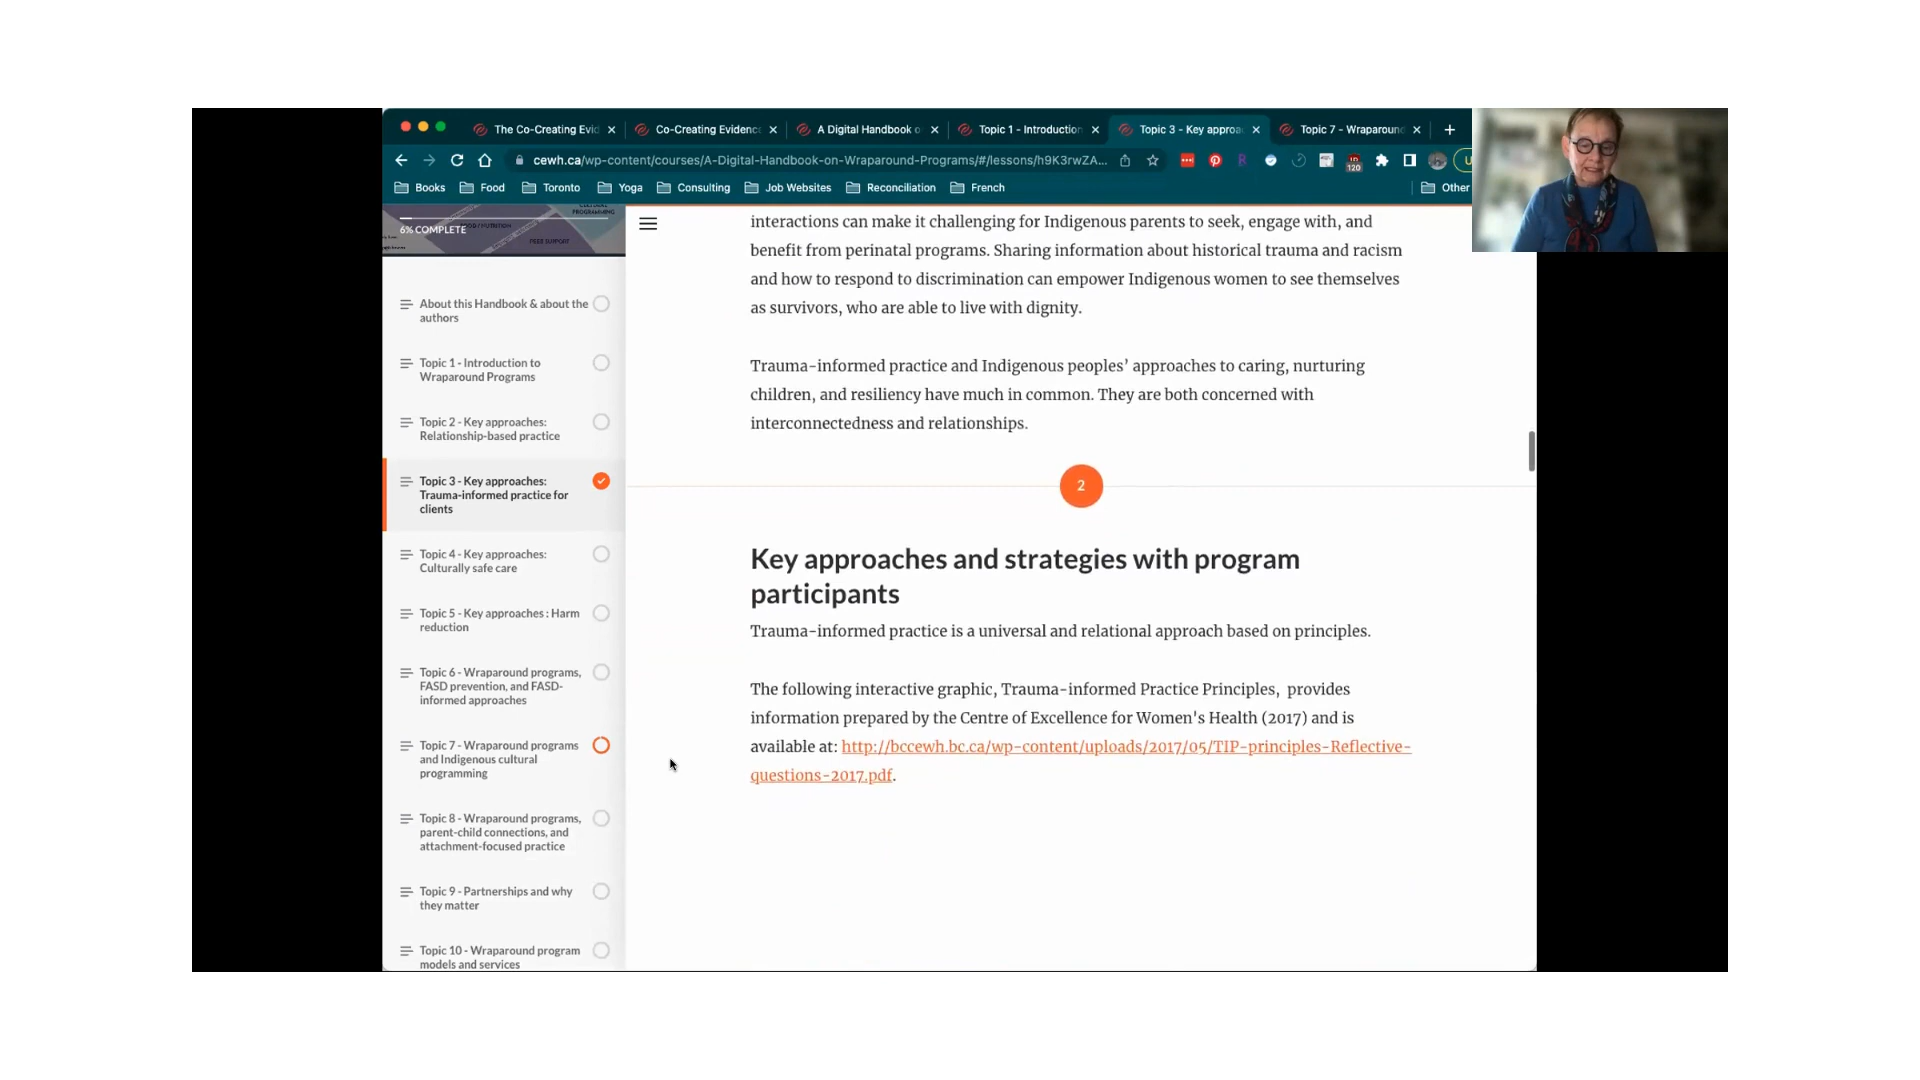 The Co-Creating Evid
Co-Creating Evidenc
A Digital Handbook o
Topic 1 - Introduction
Topic 3 - Key approa
Topic 7 - Wraparoun
cewh.ca/wp-content/courses/A-Digital-Handbook-on-Wraparound-Programs/#/lessons/h9K3rwZA...
120
Books
Food
Toronto
Yoga
Consulting
Job Websites
Reconciliation
French
Other
6% COMPLETE
PEER SUPPORT
PROGRAMMING
About this Handbook & about the
authors
Topic 1 - Introduction to
Wraparound Programs
Topic 2 - Key approaches:
Relationship-based practice
Topic 3 - Key approaches:
Trauma-informed practice for
clients
Topic 4 - Key approaches:
Culturally safe care
Topic 5 - Key approaches : Harm
reduction
Topic 6 - Wraparound programs,
FASD prevention, and FASD-
informed approaches
Topic 7 - Wraparound programs
and Indigenous cultural
programming
Topic 8 - Wraparound programs,
parent-child connections, and
attachment-focused practice
Topic 9 - Partnerships and why
they matter
Topic 10 - Wraparound program
models and services
interactions can make it challenging for Indigenous parents to seek, engage with, and
benefit from perinatal programs. Sharing information about historical trauma and racism
and how to respond to discrimination can empower Indigenous women to see themselves
as survivors, who are able to live with dignity.
Trauma-informed practice and Indigenous peoples’ approaches to caring, nurturing
children, and resiliency have much in common. They are both concerned with
interconnectedness and relationships.
2
Key approaches and strategies with program
participants
Trauma-informed practice is a universal and relational approach based on principles.
The following interactive graphic, Trauma-informed Practice Principles, provides
information prepared by the Centre of Excellence for Women's Health (2017) and is
available at: http://bccewh.bc.ca/wp-content/uploads/2017/05/TIP-principles-Reflective-
questions-2017.pdf.